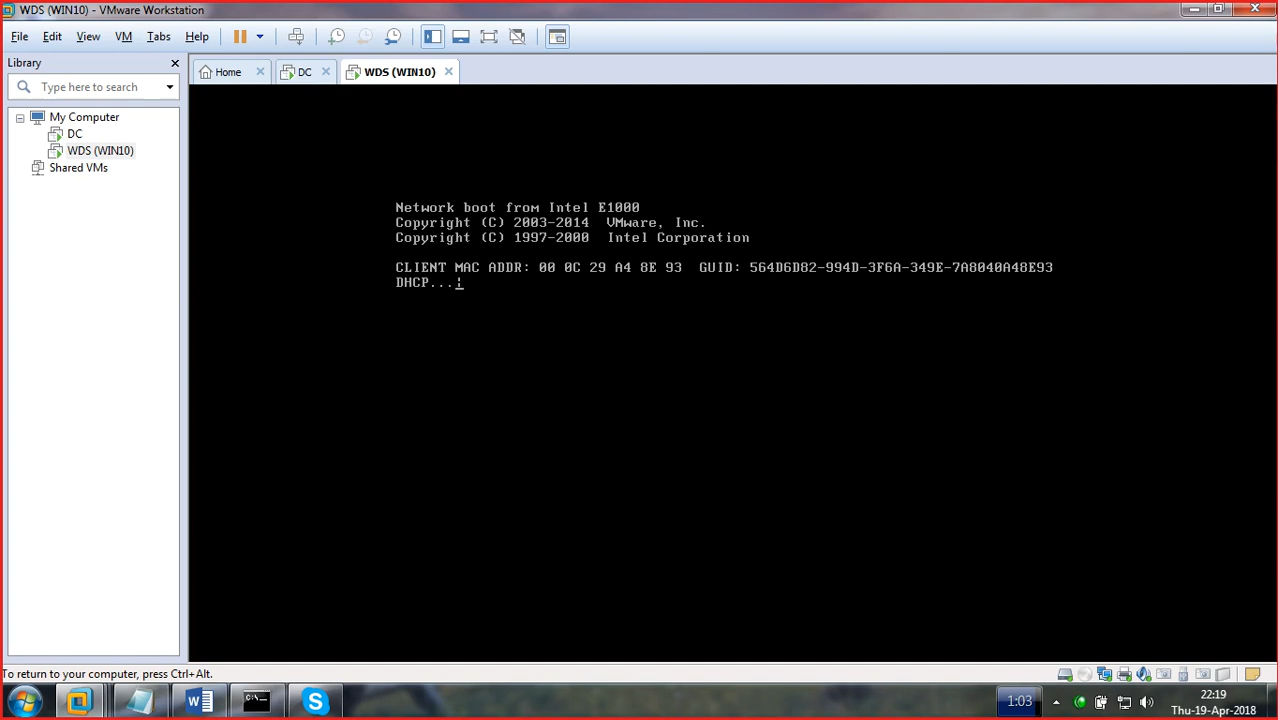 WDS (WIN10) - VMware Workstation
File Edit View VM Tabs Help
Library
Type here to search
My Computer
DC
WDS (WIN10)
Shared VMs
Home
DC
WDS (WIN10)
Network boot from Intel E1000
Copyright (C) 2003-2014 VMware, Inc.
Copyright (C) 1997-2000 Intel Corporation
CLIENT MAC ADDR: 00 0C 29 A4 8E 93 GUID: 564D6D82-994D-3F6A-349E-7A8040A48E93
DHCP...
To return to your computer, press Ctrl+Alt.
1:03
22:19
Thu-19-Apr-2018